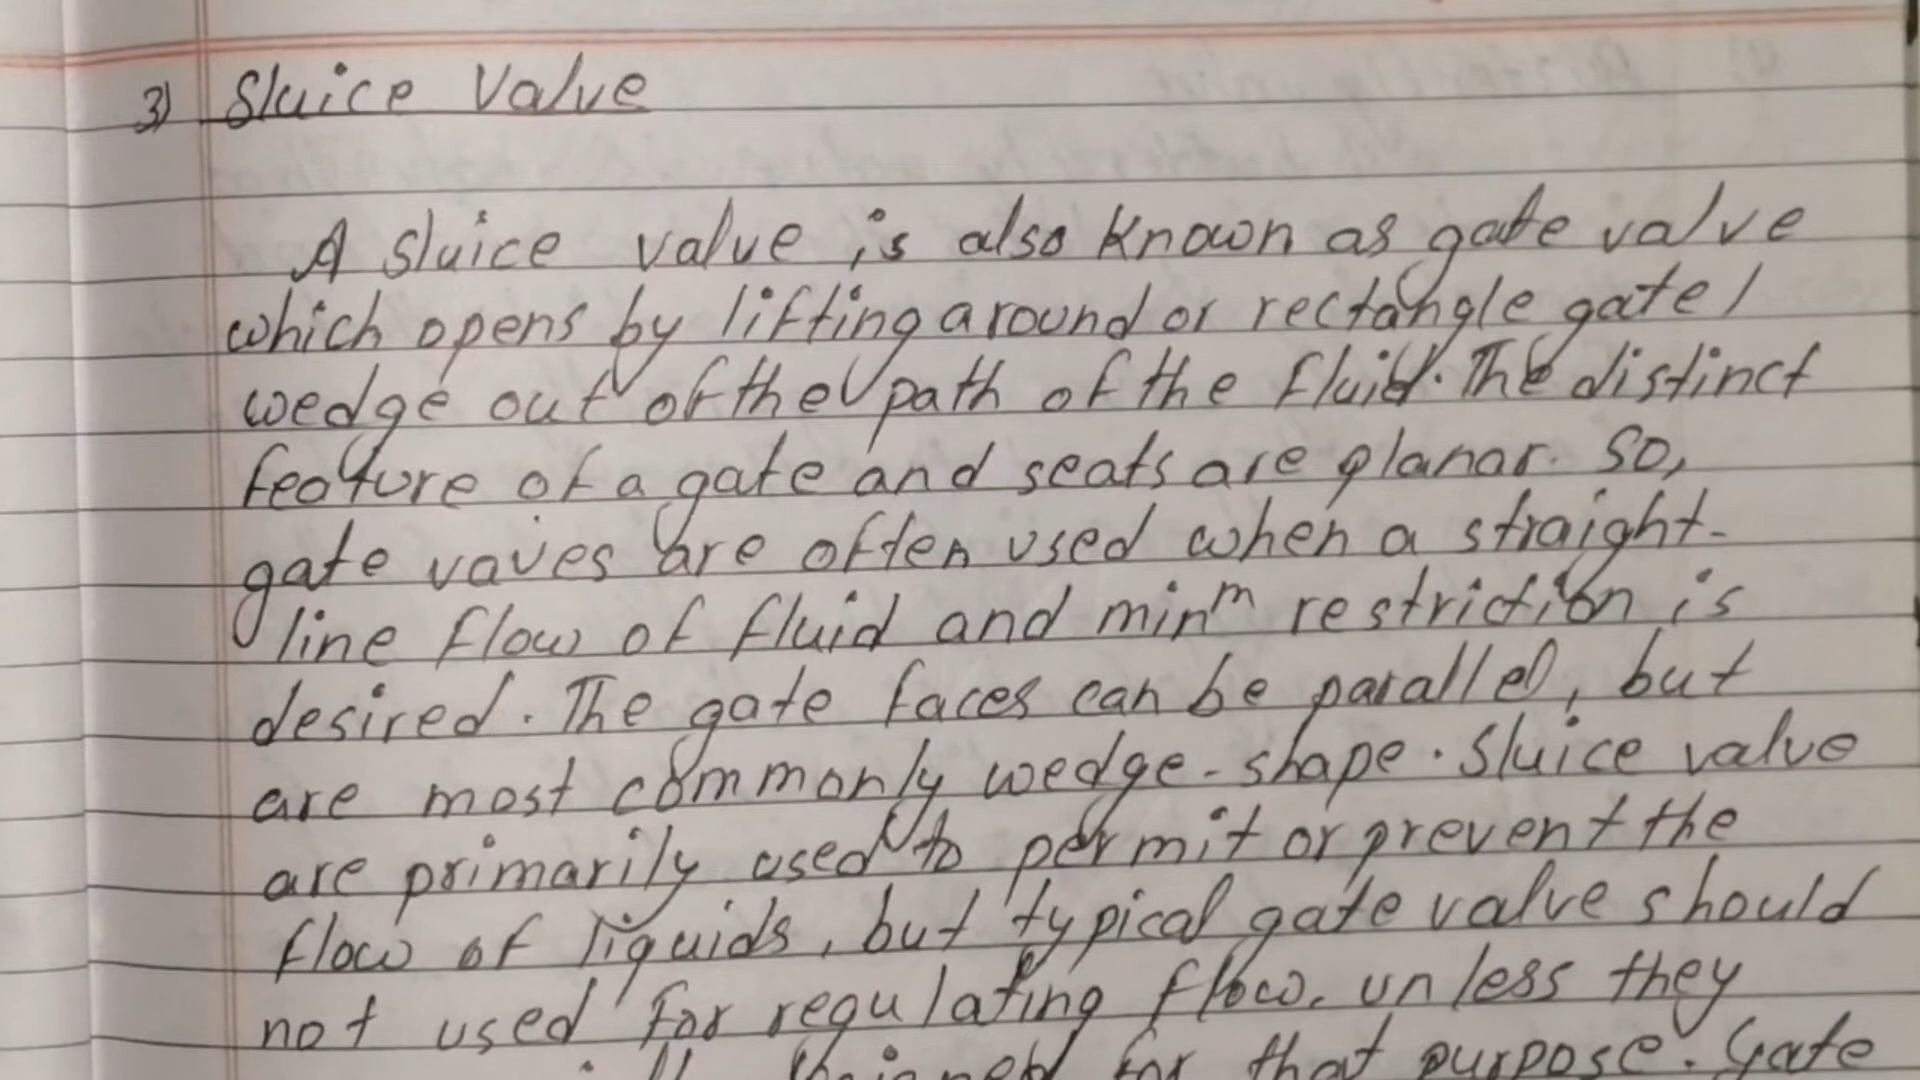 3) Sluice Valve
A sluice valve is also known as gate valve
which opens by lifting a round or rectangle gate /
wedge out of the path of the fluid. The distinct
feature of a gate and seats are planar. So,
gate vaves are often used when a straight-
line flow of fluid and minᵐ restriction is
desired. The gate faces can be parallel, but
are most commonly wedge-shape. Sluice valve
are primarily used to permit or prevent the
flow of liquids, but typical gate valve should
not used for regulating flow, unless they
for that purpose. Gate